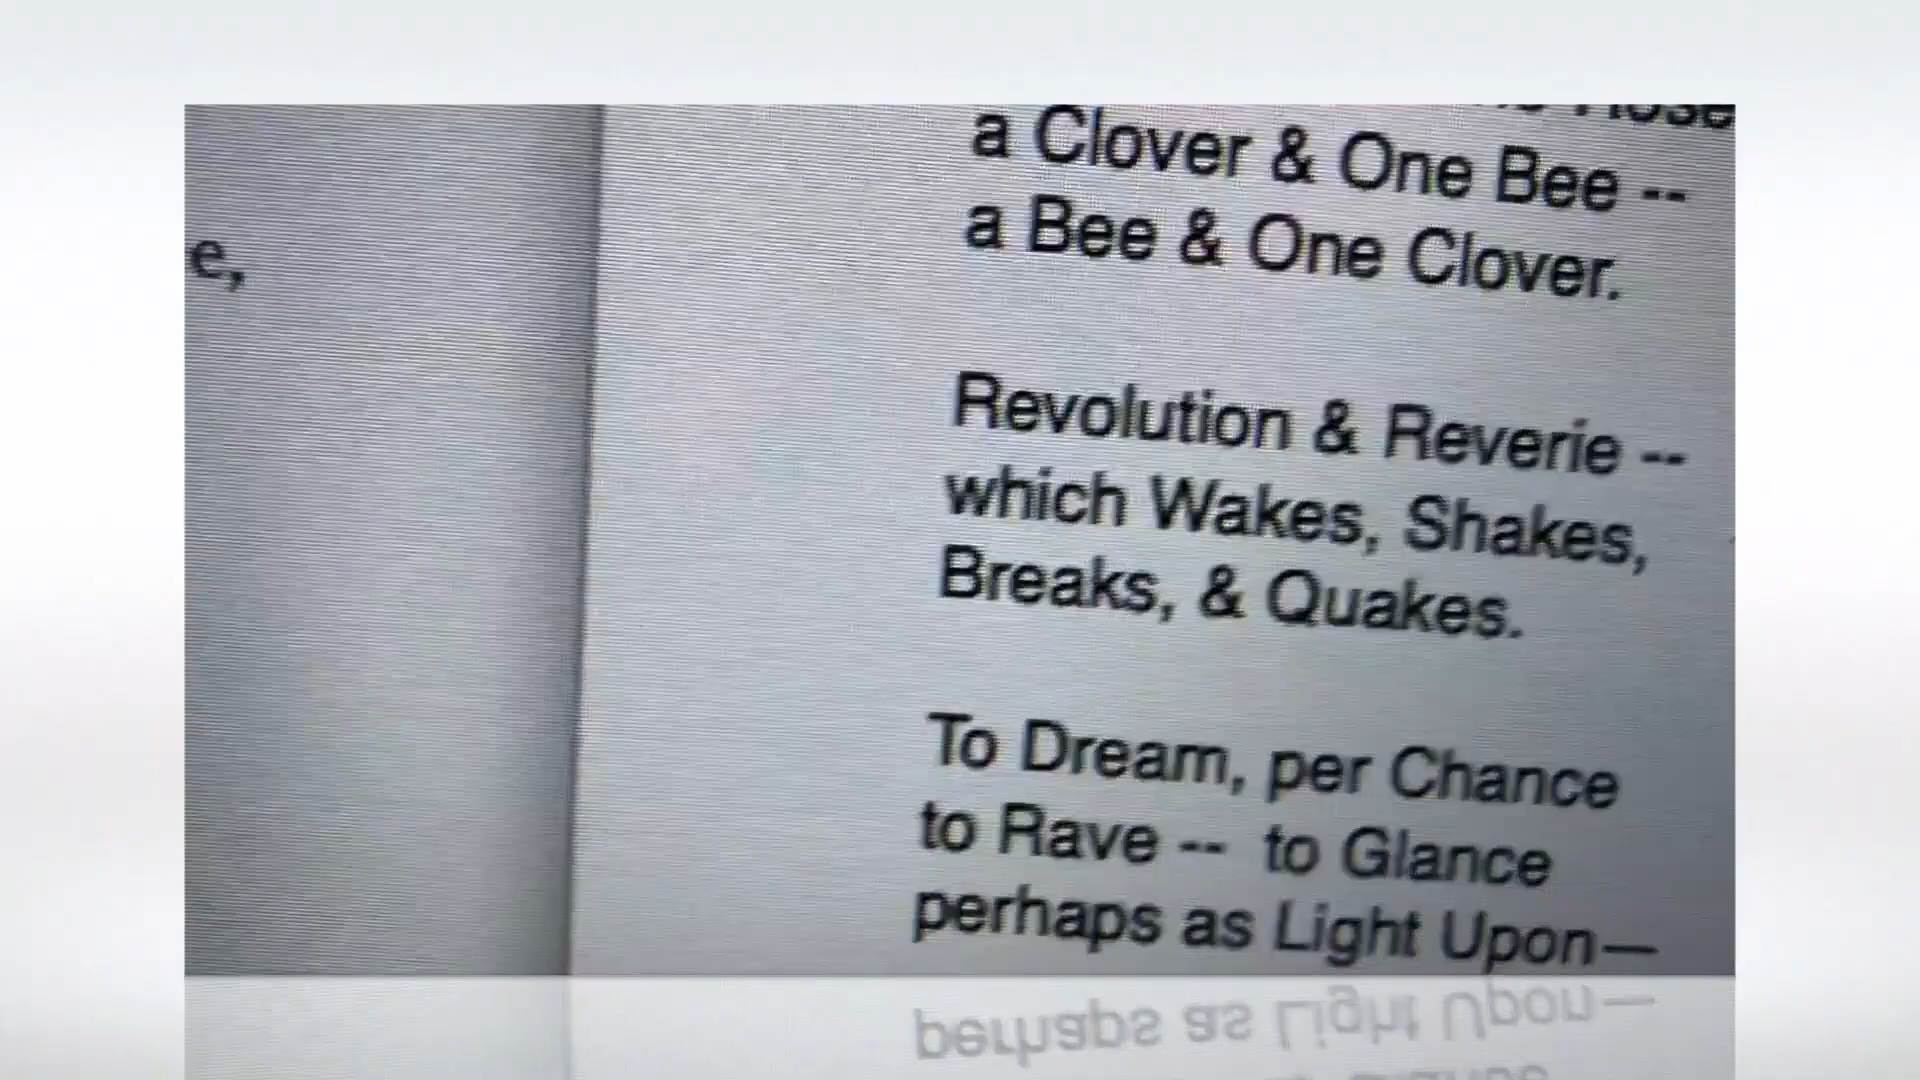 e,
a Clover & One Bee --
a Bee & One Clover.
Revolution & Reverie --
which Wakes, Shakes,
Breaks, & Quakes.
To Dream, per Chance
to Rave -- to Glance
perhaps as Light Upon—